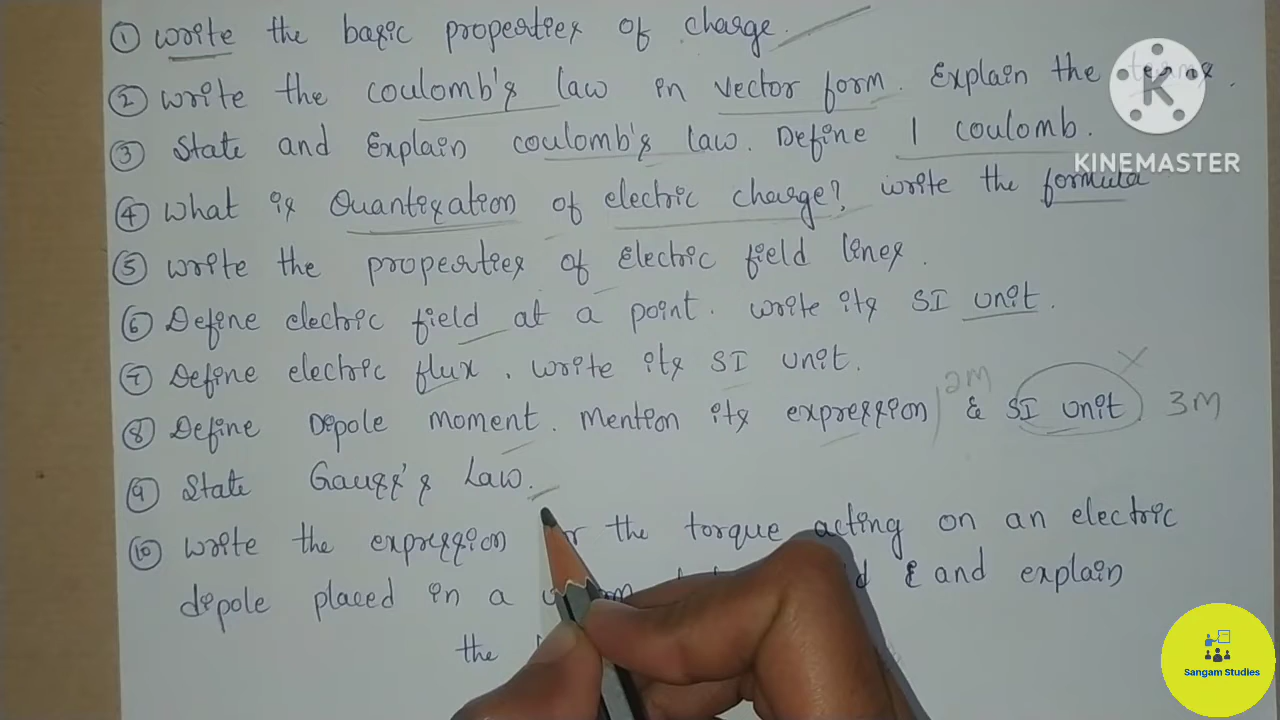 ① Write the basic properties of charge.
② Write the coulomb's law in vector form. Explain the
③ State and Explain coulomb's law. Define 1 coulomb.
④ What is Quantization of electric charge? write the formula
⑤ Write the properties of Electric field lines.
⑥ Define electric field at a point. Write its SI unit.
⑦ Define electric flux. Write its SI unit.
⑧ Define Dipole moment. Mention its expression 2M & SI unit. 3M
⑨ State Gauss's Law.
⑩ Write the expression the torque acting on an electric
dipole placed in a E and explain
the
KINEMASTER
Sangam Studies